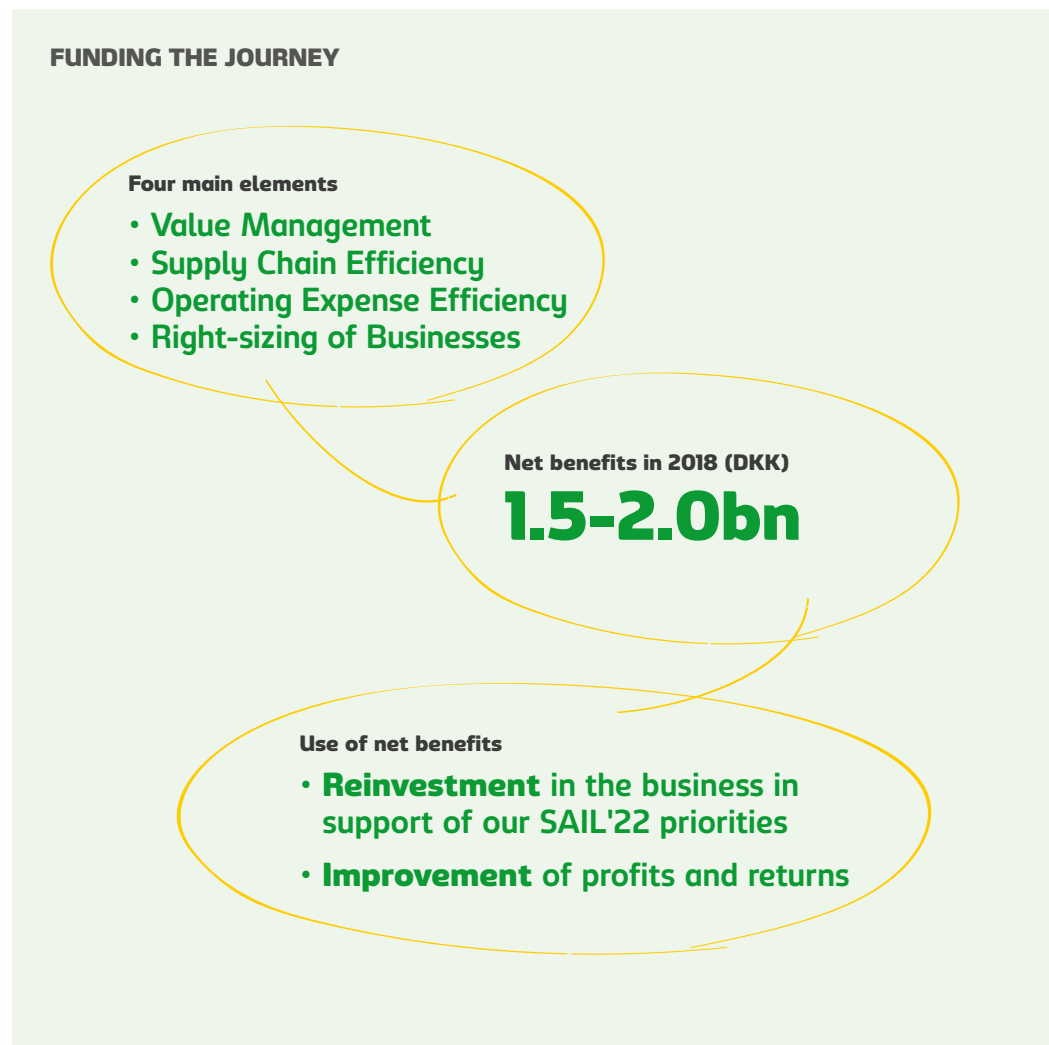 FUNDING THE JOURNEY
Four main elements
• Value Management
• Supply Chain Efficiency
• Operating Expense Efficiency
• Right-sizing of Businesses
Net benefits in 2018 (DKK)
1.5-2.0bn
Use of net benefits
• Reinvestment in the business in
support of our SAIL'22 priorities
• Improvement of profits and returns